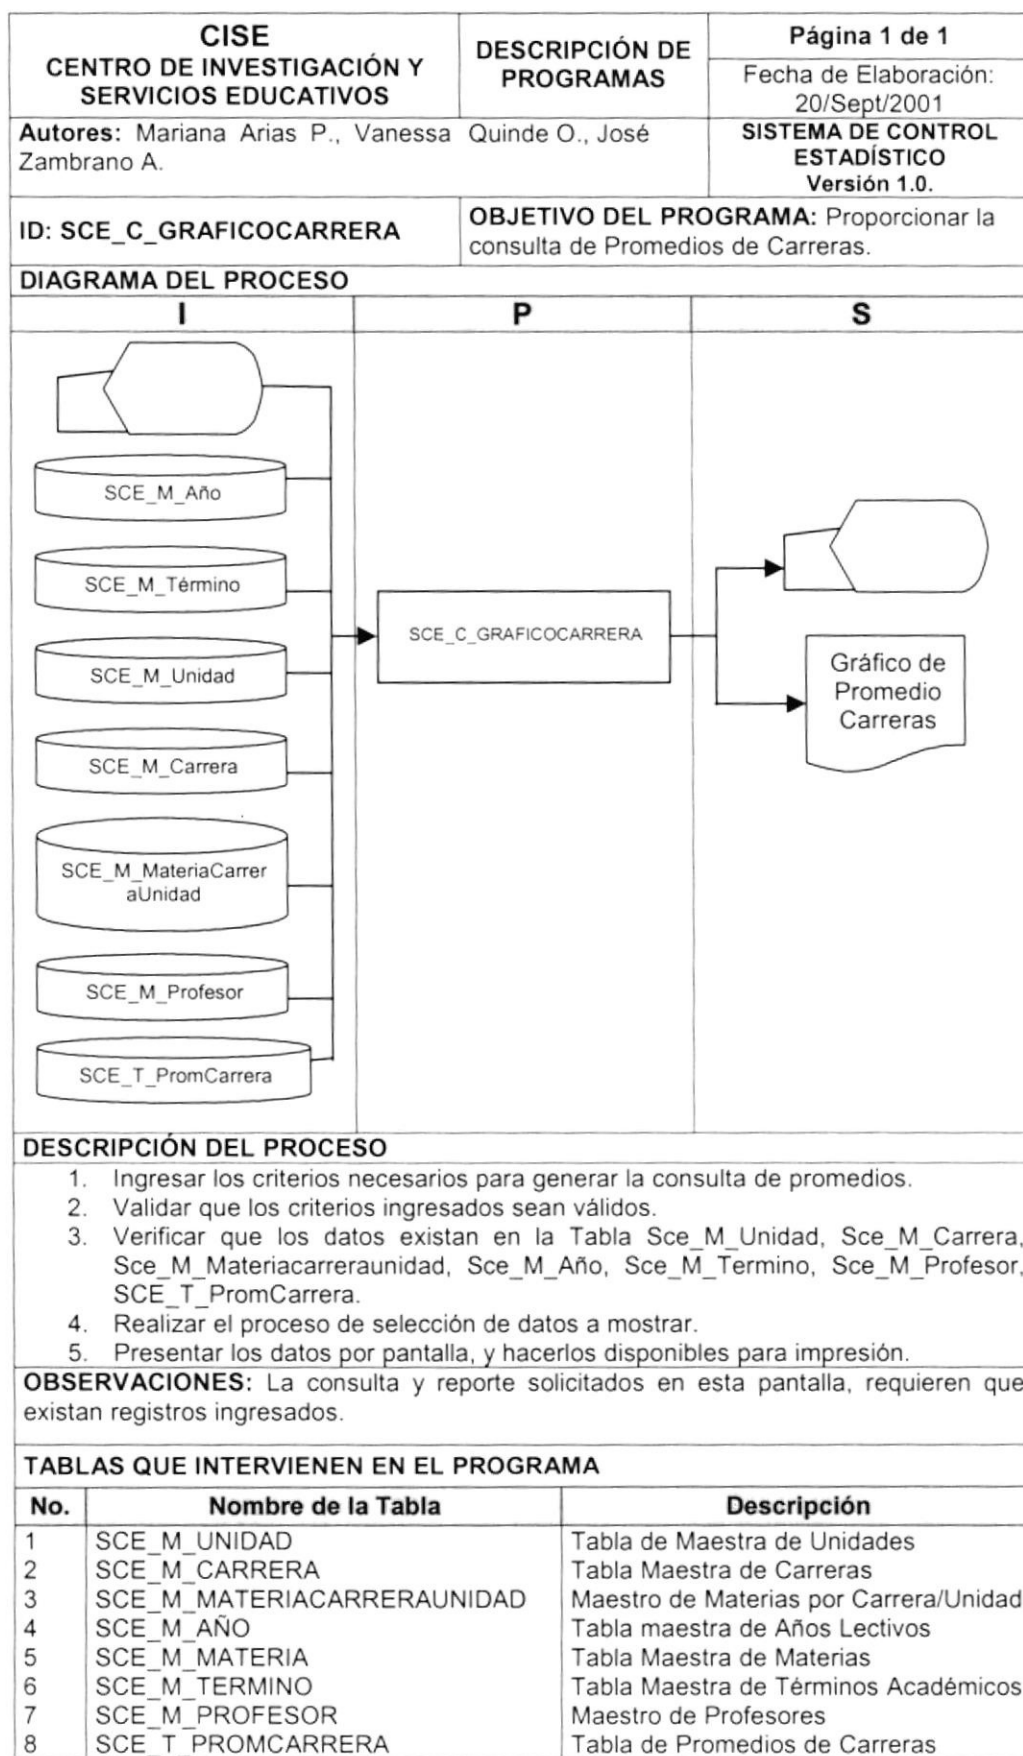 CISE
CENTRO DE INVESTIGACIÓN Y
SERVICIOS EDUCATIVOS
DESCRIPCIÓN DE
PROGRAMAS
Página 1 de 1
Fecha de Elaboración:
20/Sept/2001
Autores: Mariana Arias P., Vanessa Quinde O., José
Zambrano A.
SISTEMA DE CONTROL
ESTADÍSTICO
Versión 1.0.
ID: SCE_C_GRAFICOCARRERA
OBJETIVO DEL PROGRAMA: Proporcionar la
consulta de Promedios de Carreras.
DIAGRAMA DEL PROCESO
I
P
S
SCE_M_Año
SCE_M_Término
SCE_M_Unidad
SCE_M_Carrera
SCE_M_MateriaCarrer
aUnidad
SCE_M_Profesor
SCE_T_PromCarrera
SCE_C_GRAFICOCARRERA
Gráfico de
Promedio
Carreras
DESCRIPCIÓN DEL PROCESO
1. Ingresar los criterios necesarios para generar la consulta de promedios.
2. Validar que los criterios ingresados sean válidos.
3. Verificar que los datos existan en la Tabla Sce_M_Unidad, Sce_M_Carrera,
Sce_M_Materiacarreraunidad, Sce_M_Año, Sce_M_Termino, Sce_M_Profesor,
SCE_T_PromCarrera.
4. Realizar el proceso de selección de datos a mostrar.
5. Presentar los datos por pantalla, y hacerlos disponibles para impresión.
OBSERVACIONES: La consulta y reporte solicitados en esta pantalla, requieren que
existan registros ingresados.
TABLAS QUE INTERVIENEN EN EL PROGRAMA
No. Nombre de la Tabla Descripción
1 SCE_M_UNIDAD Tabla de Maestra de Unidades
2 SCE_M_CARRERA Tabla Maestra de Carreras
3 SCE_M_MATERIACARRERAUNIDAD Maestro de Materias por Carrera/Unidad
4 SCE_M_AÑO Tabla maestra de Años Lectivos
5 SCE_M_MATERIA Tabla Maestra de Materias
6 SCE_M_TERMINO Tabla Maestra de Términos Académicos
7 SCE_M_PROFESOR Maestro de Profesores
8 SCE_T_PROMCARRERA Tabla de Promedios de Carreras